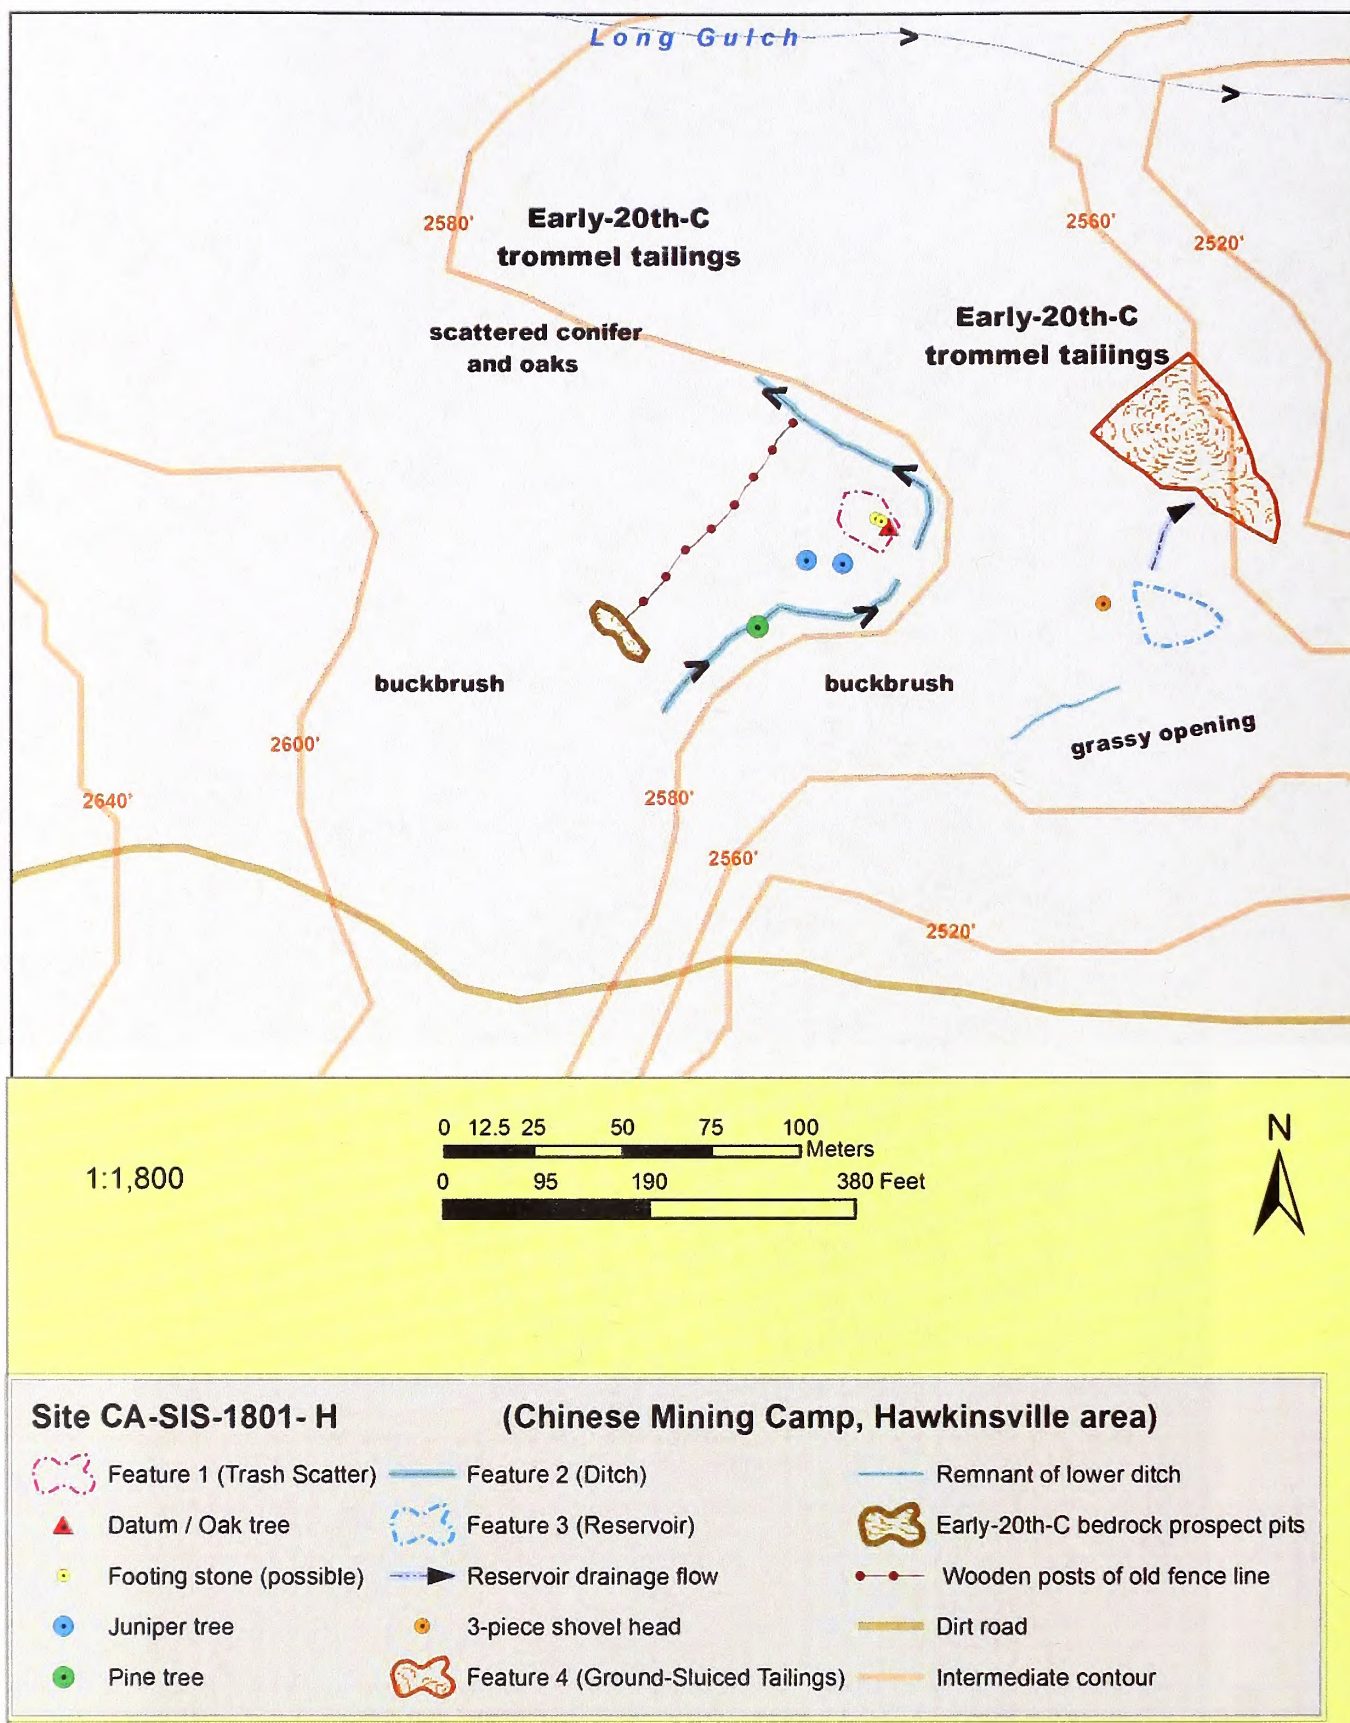 Long Gulch
2580'
Early-20th-C
trommel tailings
2560'
2520'
scattered conifer
and oaks
Early-20th-C
trommel tailings
buckbrush
buckbrush
grassy opening
2600'
2640'
2580'
2560'
2520'
0 12.5 25 50 75 100
Meters
1:1,800
0 95 190 380 Feet
N
Site CA-SIS-1801- H (Chinese Mining Camp, Hawkinsville area)
Feature 1 (Trash Scatter)
Datum / Oak tree
Footing stone (possible)
Juniper tree
Pine tree
Feature 2 (Ditch)
Feature 3 (Reservoir)
Reservoir drainage flow
3-piece shovel head
Feature 4 (Ground-Sluiced Tailings)
Remnant of lower ditch
Early-20th-C bedrock prospect pits
Wooden posts of old fence line
Dirt road
Intermediate contour